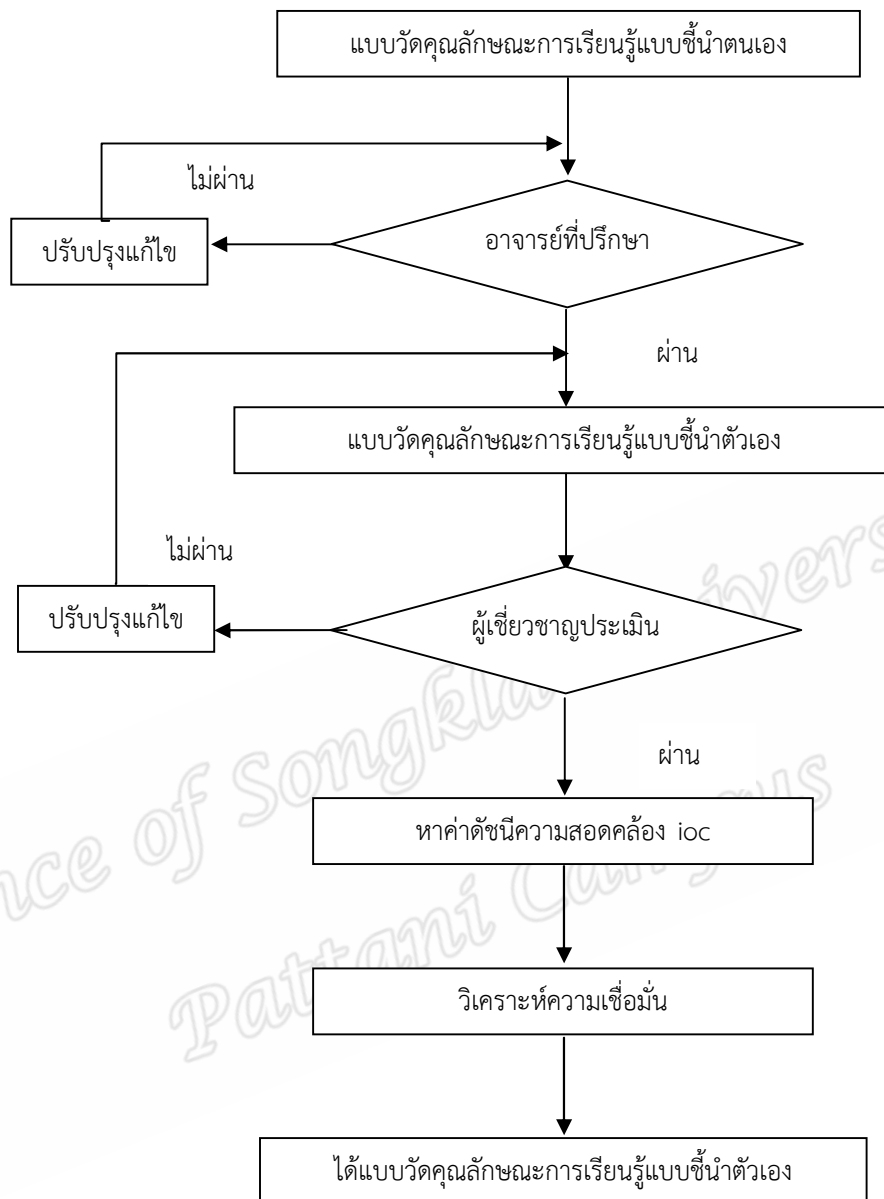 แบบวัดคุณลักษณะการเรียนรู้แบบชี้นำตนเอง
ไม่ผ่าน
ปรับปรุงแก้ไข
อาจารย์ที่ปรึกษา
ผ่าน
แบบวัดคุณลักษณะการเรียนรู้แบบชี้นำตัวเอง
ไม่ผ่าน
ปรับปรุงแก้ไข
ผู้เชี่ยวชาญประเมิน
ผ่าน
หาค่าดัชนีความสอดคล้อง ioc
วิเคราะห์ความเชื่อมั่น
ได้แบบวัดคุณลักษณะการเรียนรู้แบบชี้นำตัวเอง
of
Pattani